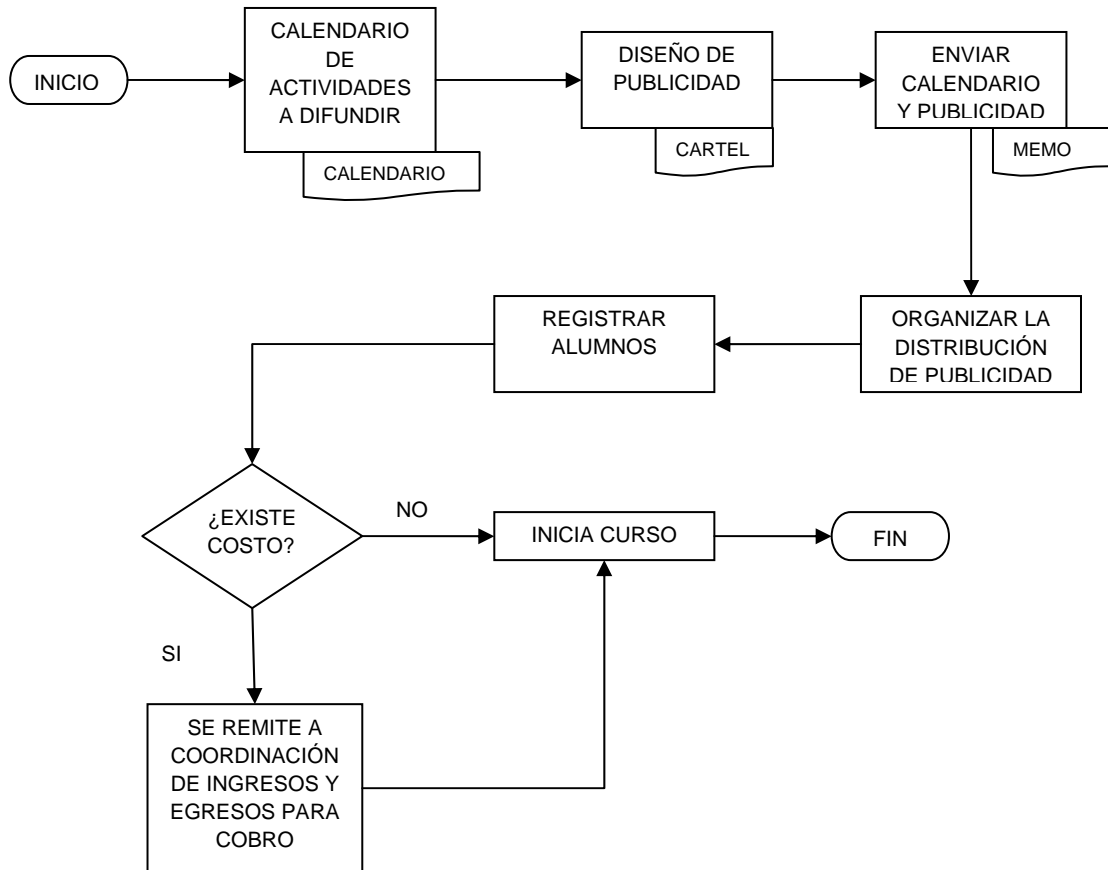 INICIO
CALENDARIO
DE
ACTIVIDADES
A DIFUNDIR
CALENDARIO
DISEÑO DE
PUBLICIDAD
CARTEL
ENVIAR
CALENDARIO
Y PUBLICIDAD
MEMO
ORGANIZAR LA
DISTRIBUCIÓN
DE PUBLICIDAD
REGISTRAR
ALUMNOS
¿EXISTE
COSTO?
NO
INICIA CURSO
FIN
SI
SE REMITE A
COORDINACIÓN
DE INGRESOS Y
EGRESOS PARA
COBRO